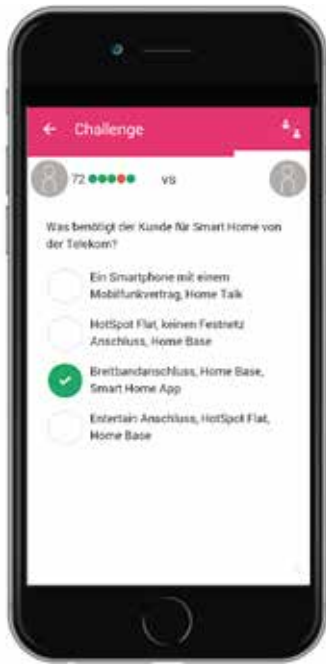 Challenge
72 vs
Was benötigt der Kunde für Smart Home von
der Telekom?
Ein Smartphone mit einem
Mobilfunkvertrag, Home Talk
HotSpot Flat, keinen Festnetz
Anschluss, Home Base
Breitbandanschluss, Home Base,
Smart Home App
Entertain Anschluss, HotSpot Flat,
Home Base